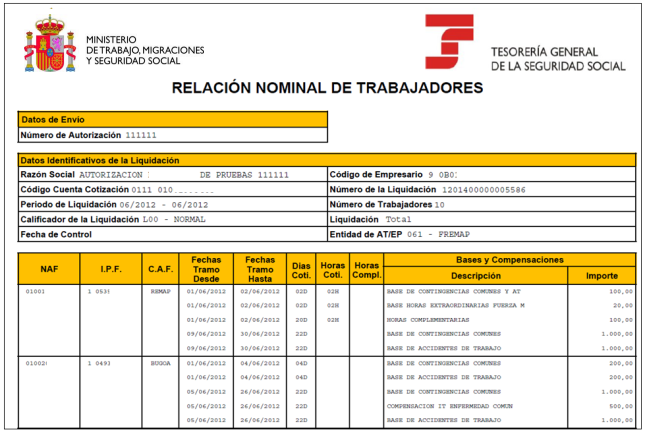 MINISTERIO
DE TRABAJO, MIGRACIONES
Y SEGURIDAD SOCIAL
TESORERÍA GENERAL
DE LA SEGURIDAD SOCIAL
RELACIÓN NOMINAL DE TRABAJADORES
Datos de Envío
Número de Autorización 111111
Datos Identificativos de la Liquidación
Razón Social AUTORIZACION DE PRUEBAS 111111 Código de Empresario 9 0B0
Código Cuenta Cotización 0111 010 Número de la Liquidación 1201400000005586
Periodo de Liquidación 06/2012 - 06/2012 Número de Trabajadores 10
Calificador de la Liquidación L00 - NORMAL Liquidación Total
Fecha de Control Entidad de AT/EP 061 - FREMAP
NAF I.P.F. C.A.F. Fechas Tramo Desde Fechas Tramo Hasta Días Coti. Horas Coti. Horas Compl. Bases y Compensaciones
Descripción Importe
01001 1 0535 REMAP 01/06/2012 02/06/2012 02D 02H BASE DE CONTINGENCIAS COMUNES Y AT 100,00
01/06/2012 02/06/2012 02D 02H BASE HORAS EXTRAORDINARIAS FUERZA M 20,00
01/06/2012 02/06/2012 20D 02H HORAS COMPLEMENTARIAS 100,00
09/06/2012 30/06/2012 22D BASE DE CONTINGENCIAS COMUNES 1.000,00
09/06/2012 30/06/2012 22D BASE DE ACCIDENTES DE TRABAJO 1.000,00
01002 1 0493 HUGOA 01/06/2012 04/06/2012 04D BASE DE CONTINGENCIAS COMUNES 200,00
01/06/2012 04/06/2012 04D BASE DE ACCIDENTES DE TRABAJO 200,00
05/06/2012 26/06/2012 22D BASE DE CONTINGENCIAS COMUNES 1.000,00
05/06/2012 26/06/2012 22D COMPENSACION IT ENFERMEDAD COMUN 500,00
05/06/2012 26/06/2012 22D BASE DE ACCIDENTES DE TRABAJO 1.000,00